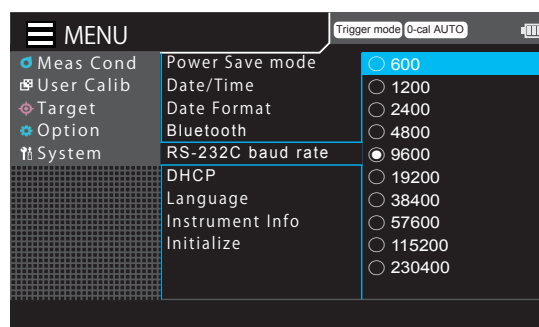 MENU
Trigger mode 0-cal AUTO
Meas Cond
User Calib
Target
Option
System
Power Save mode
Date/Time
Date Format
Bluetooth
RS-232C baud rate
DHCP
Language
Instrument Info
Initialize
600
1200
2400
4800
9600
19200
38400
57600
115200
230400